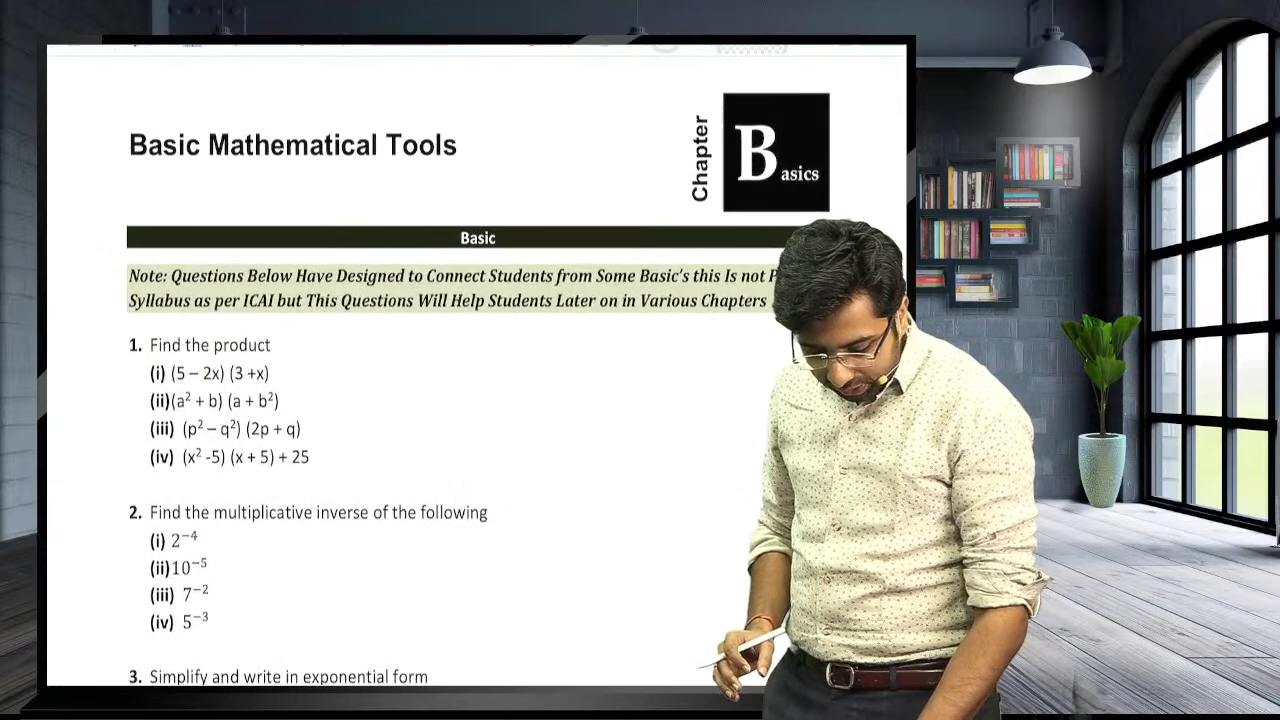 Basic Mathematical Tools
Chapter
Basics
Basic
Note: Questions Below Have Designed to Connect Students from Some Basic's this Is not
Syllabus as per ICAI but This Questions Will Help Students Later on in Various Chapters
1. Find the product
(i) (5 – 2x) (3 +x)
(ii)(a² + b) (a + b²)
(iii) (p² – q²) (2p + q)
(iv) (x² -5) (x + 5) + 25
2. Find the multiplicative inverse of the following
(i) 2⁻⁴
(ii)10⁻⁵
(iii) 7⁻²
(iv) 5⁻³
3. Simplify and write in exponential form